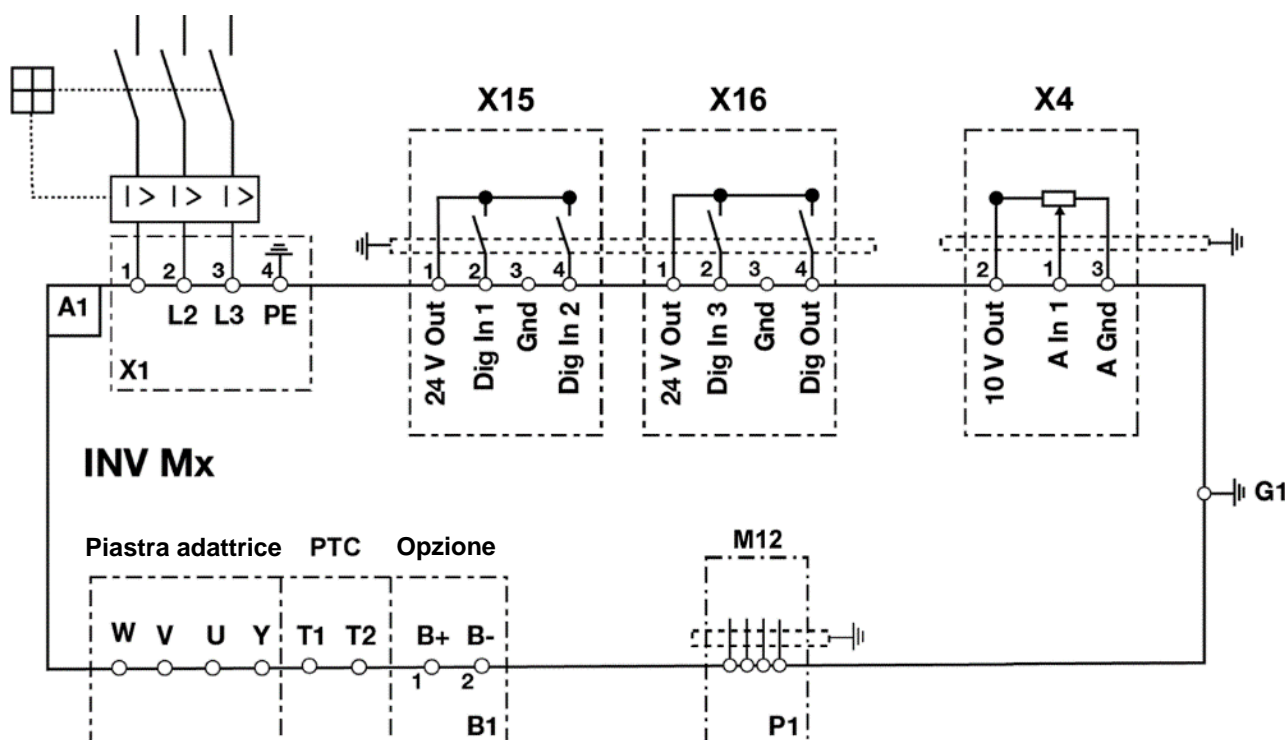 X15 X16 X4
I> I> I>
1 2 3 4
1 2 3 4
1 2 3 4
2 1 3
A1
L2 L3 PE
X1
24 V Out
Dig In 1
Gnd
Dig In 2
24 V Out
Dig In 3
Gnd
Dig Out
10 V Out
A In 1
A Gnd
INV Mx
G1
Piastra adattrice PTC Opzione
M12
W V U Y T1 T2 B+ B-
1 2
B1
P1